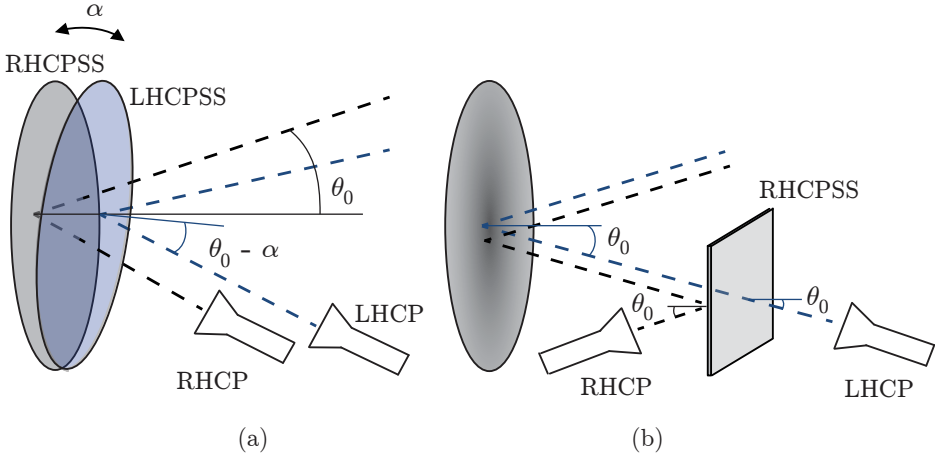 α
RHCPSS
LHCPSS
θ₀
θ₀ - α
LHCP
RHCP
(a)
RHCPSS
θ₀
θ₀
θ₀
RHCP
LHCP
(b)